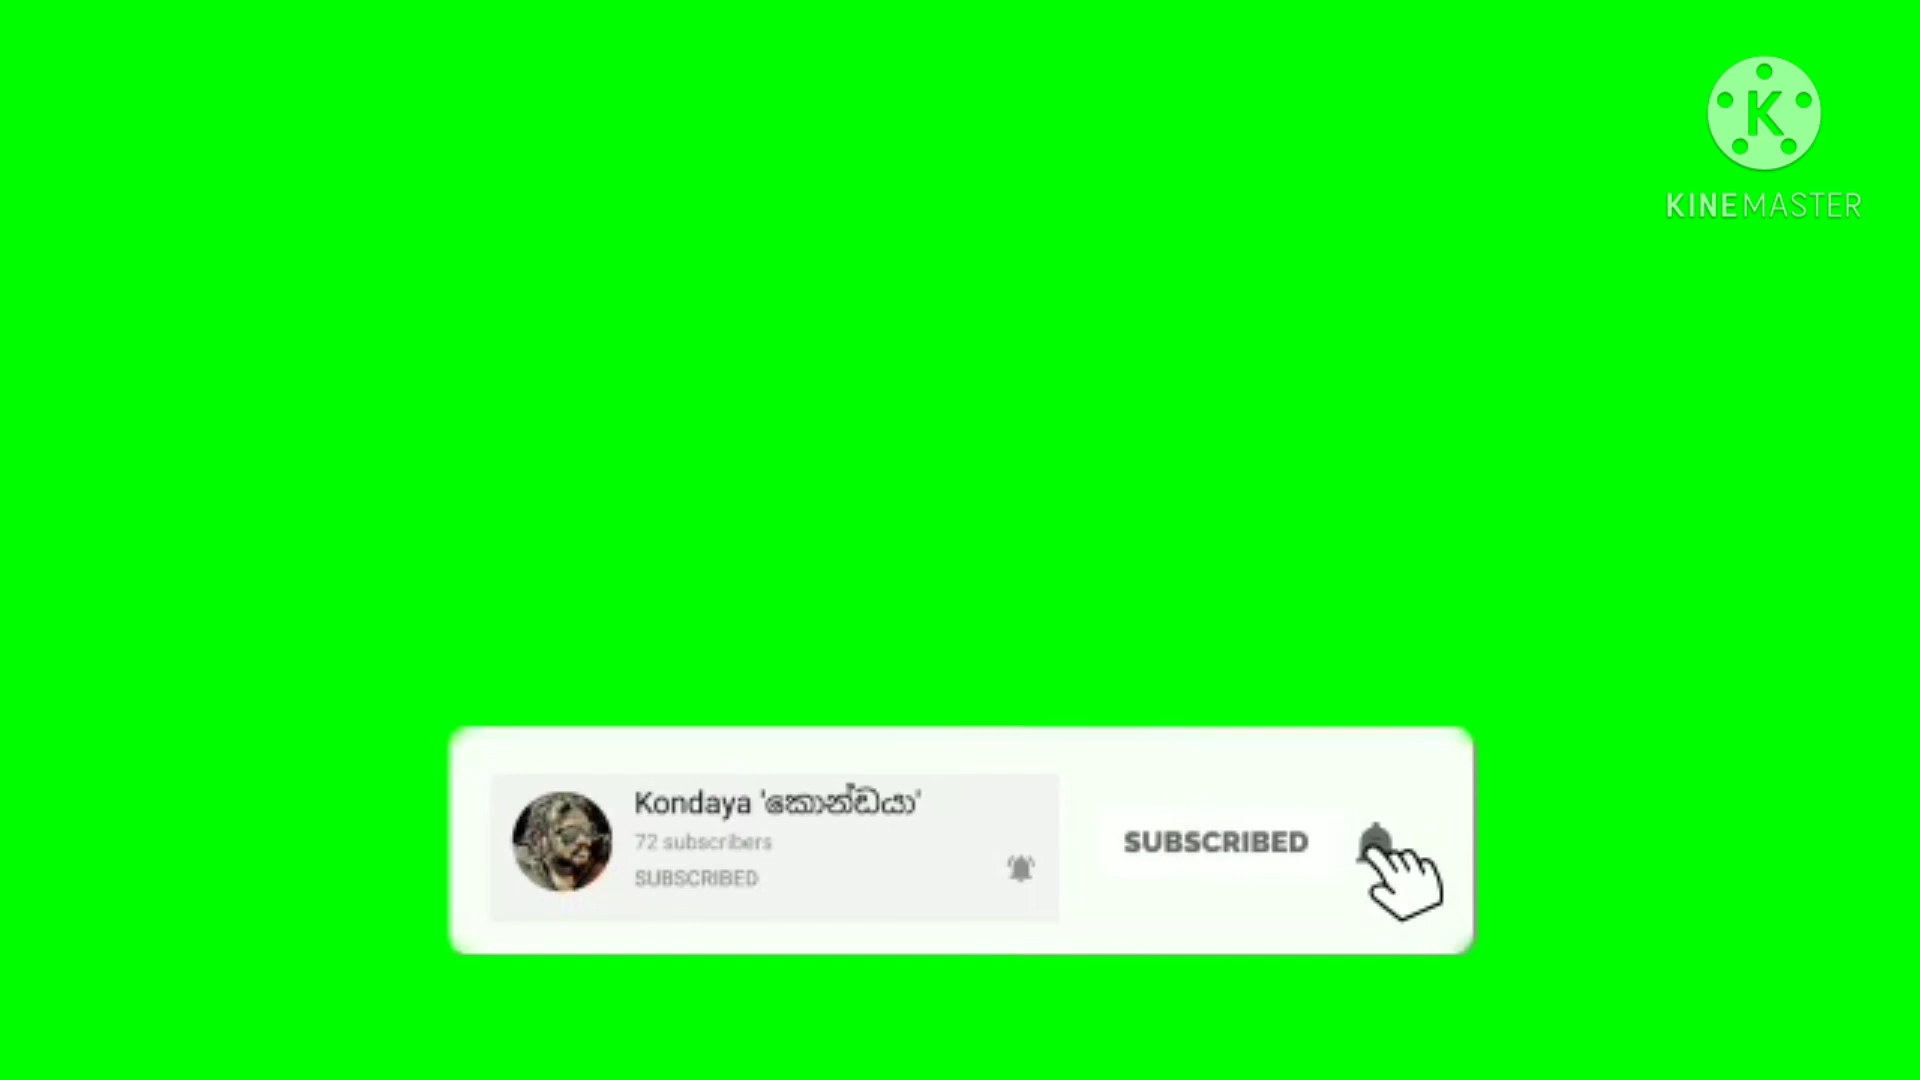 K
KINEMASTER
Kondaya 'කොන්ඩයා'
72 subscribers
SUBSCRIBED
SUBSCRIBED